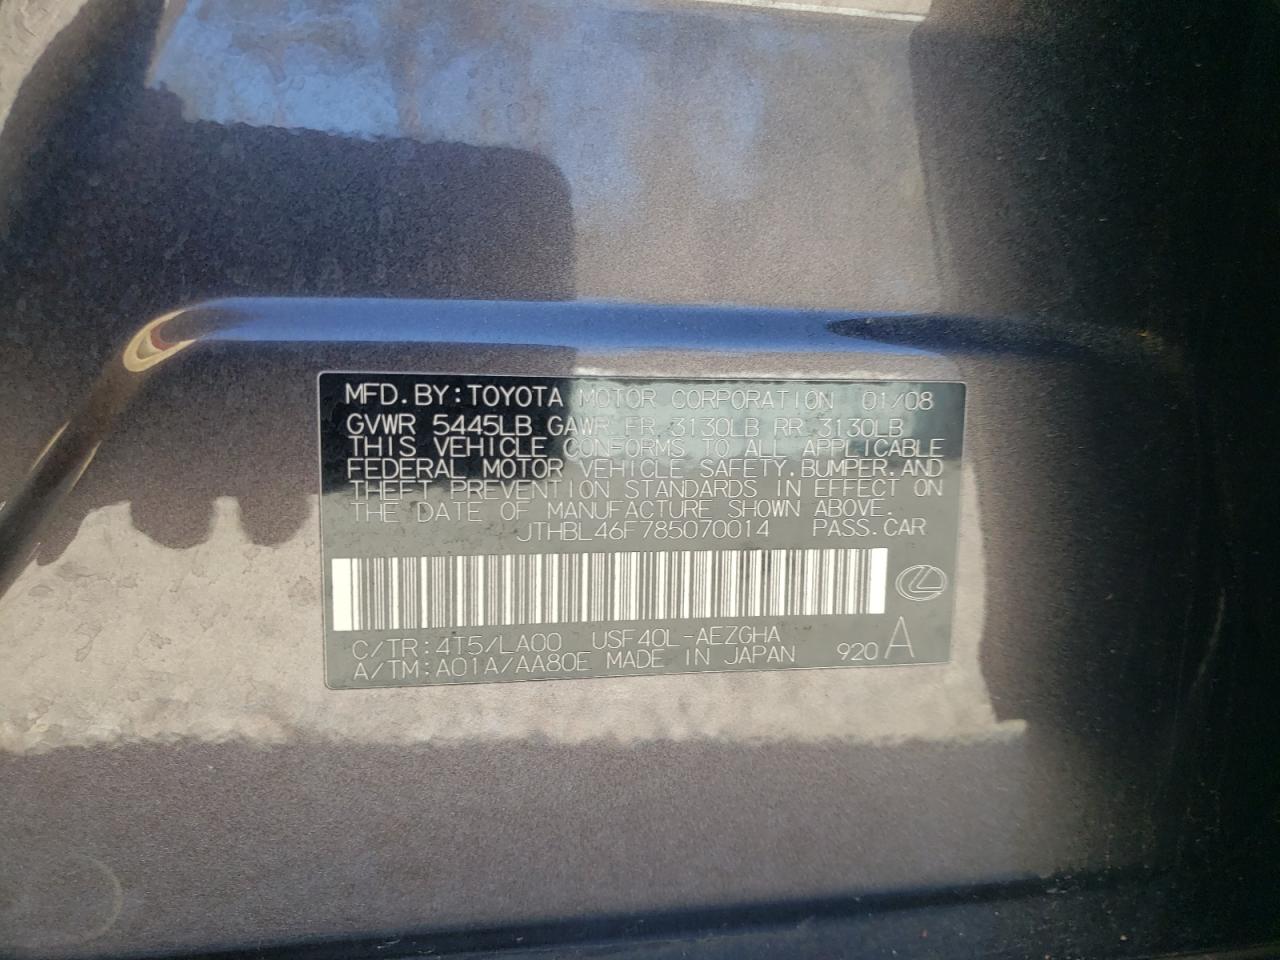 MFD.BY:TOYOTA MOTOR CORPORATION 01/08
GVWR 5445LB GAWR FR 3130LB RR 3130LB
THIS VEHICLE CONFORMS TO ALL APPLICABLE
FEDERAL MOTOR VEHICLE SAFETY,BUMPER,AND
THEFT PREVENTION STANDARDS IN EFFECT ON
THE DATE OF MANUFACTURE SHOWN ABOVE.
JTHBL46F785070014 PASS.CAR
C/TR:4T5/LA00 USF40L-AEZGHA
A/TM:A01A/AA80E MADE IN JAPAN 920 A